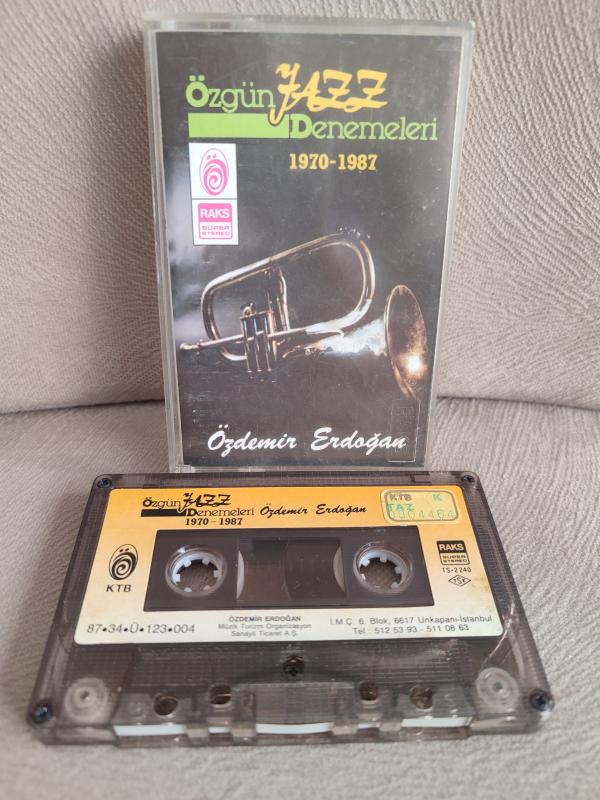 Özgün JAZZ
Denemeleri
1970-1987
RAKS
SÜPER
STEREO
Özdemir Erdoğan
Özgün JAZZ
Denemeleri Özdemir Erdoğan
1970-1987
KTB K
TAZ
0004464
KTB
RAKS
SÜPER
STEREO
TS-2240
TSE
87•34•Ü•123•004
ÖZDEMİR ERDOĞAN
Müzik Turizm Organizasyon
Sanayii Ticaret A.Ş.
İ.M.Ç. 6. Blok, 6617 Unkapanı-İstanbul
Tel.: 512 53 93 - 511 08 63